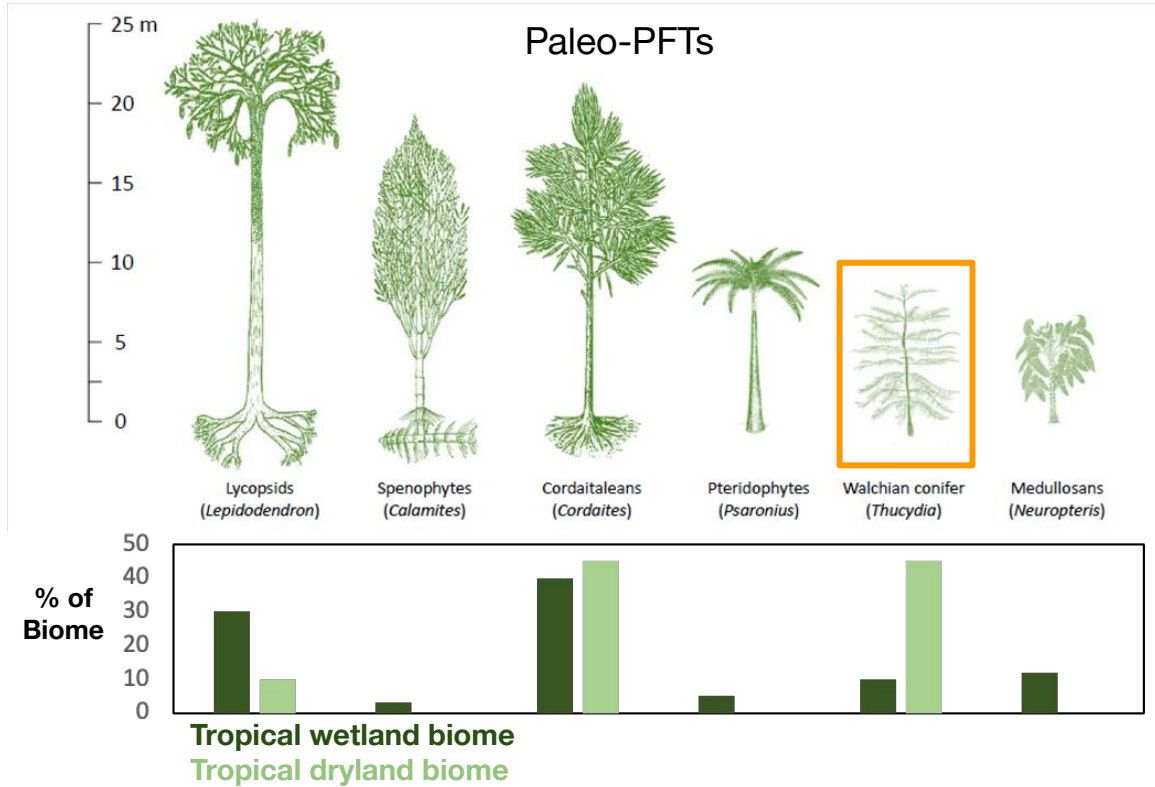 Paleo-PFTs
25 m
20
15
10
5
0
Lycopsids
(Lepidodendron)
Spenophytes
(Calamites)
Cordaitaleans
(Cordaites)
Pteridophytes
(Psaronius)
Walchian conifer
(Thucydia)
Medullosans
(Neuropteris)
% of
Biome
50
40
30
20
10
0
Tropical wetland biome
Tropical dryland biome